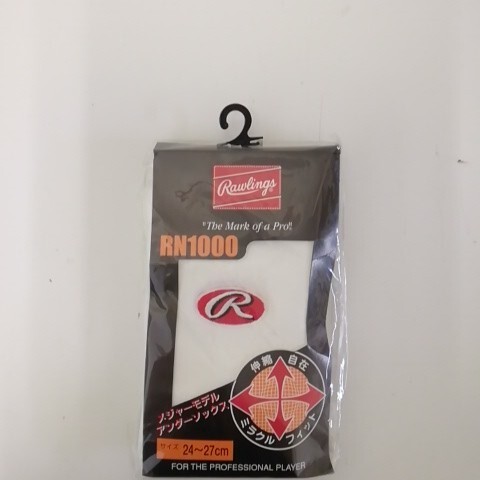 Rawlings
"The Mark of a Pro"!
RN1000
R
伸縮 自在
ミラクル・フィット
メジャーモデル
アンダーソックス.
サイズ 24〜27cm
FOR THE PROFESSIONAL PLAYER